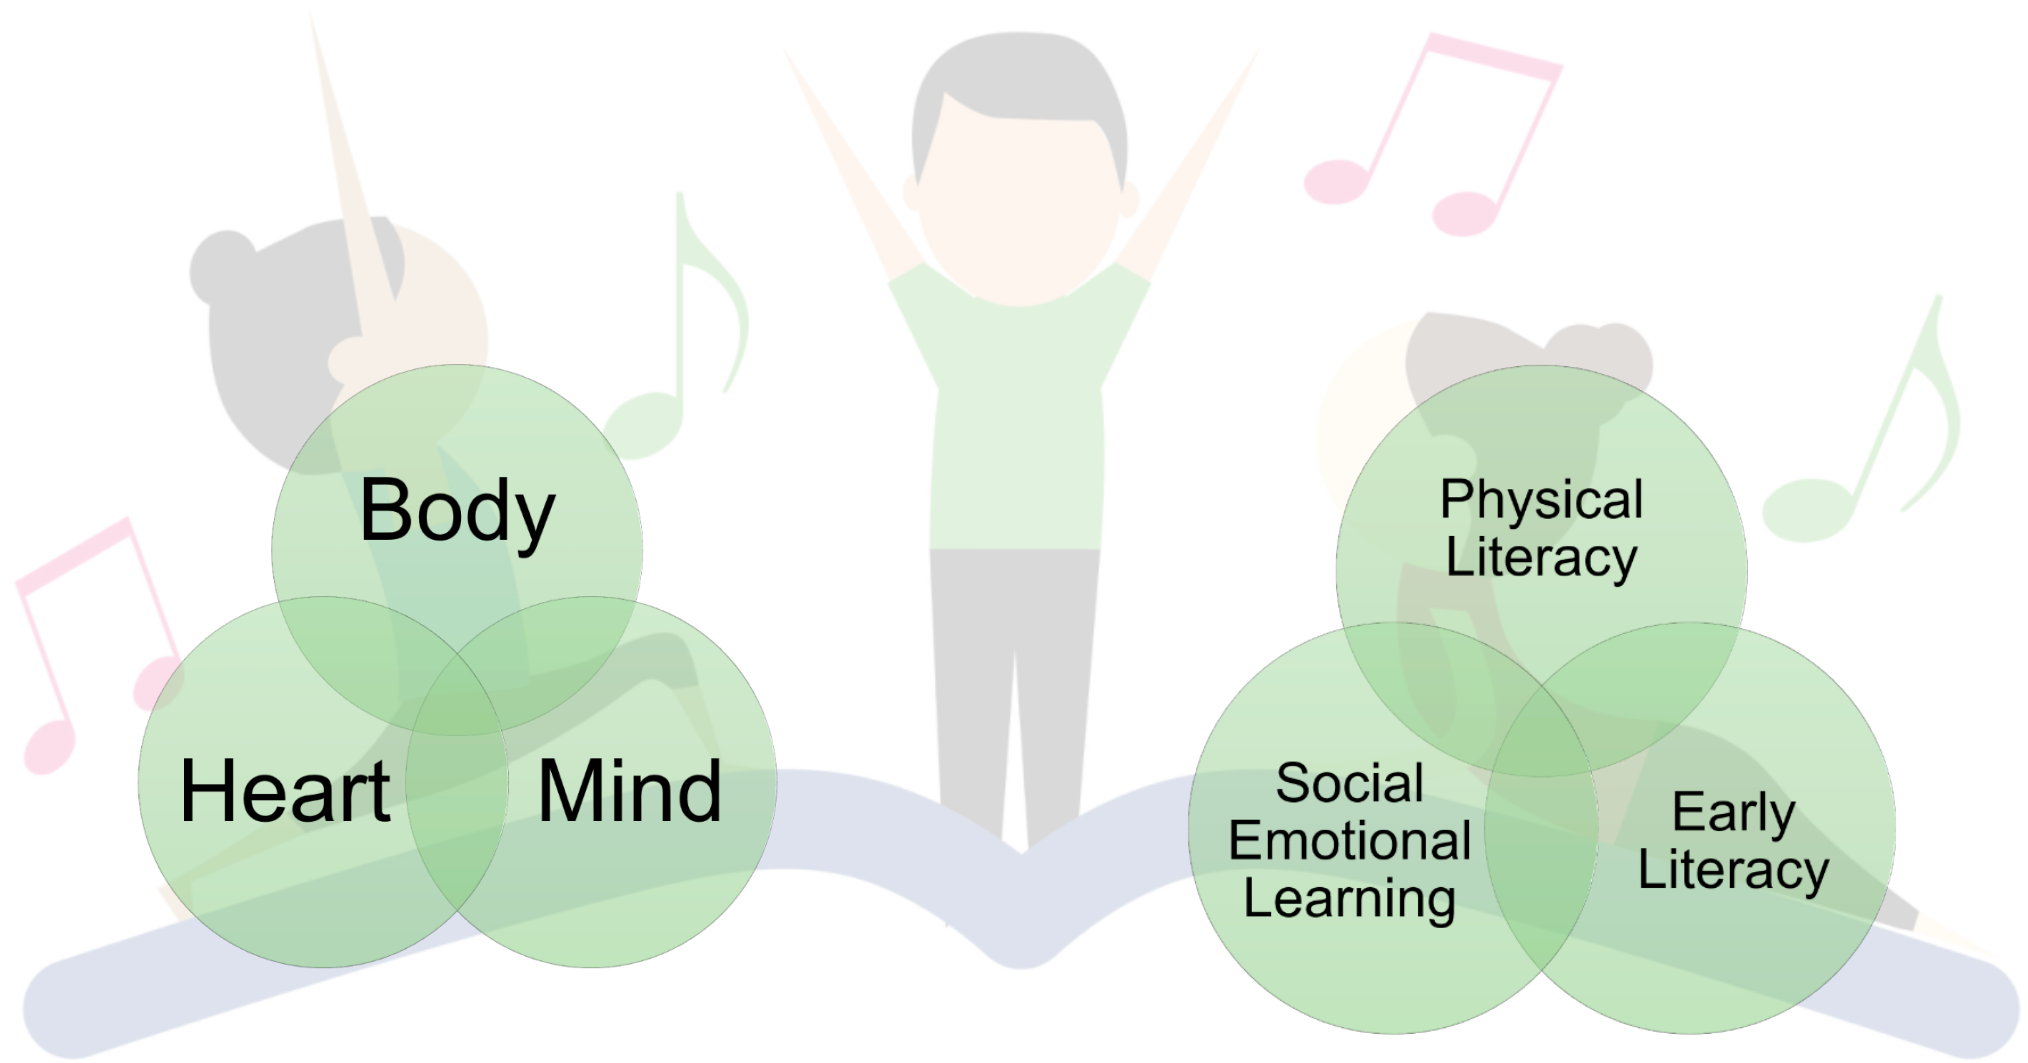 Body
Heart
Mind
Physical
Literacy
Social
Emotional
Learning
Early
Literacy